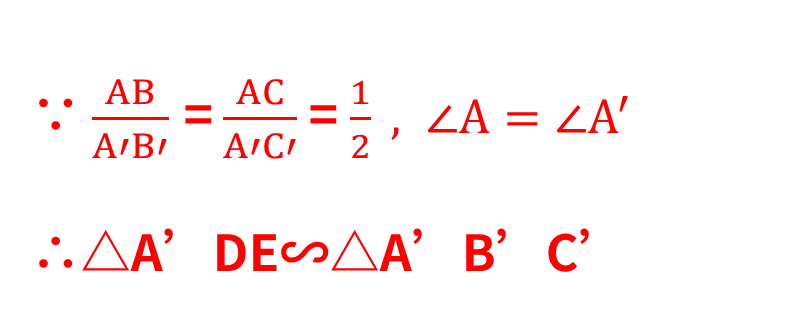 ∵ AB/A′B′ = AC/A′C′ = 1/2 , ∠A = ∠A′
∴△A’ DE∽△A’ B’ C’